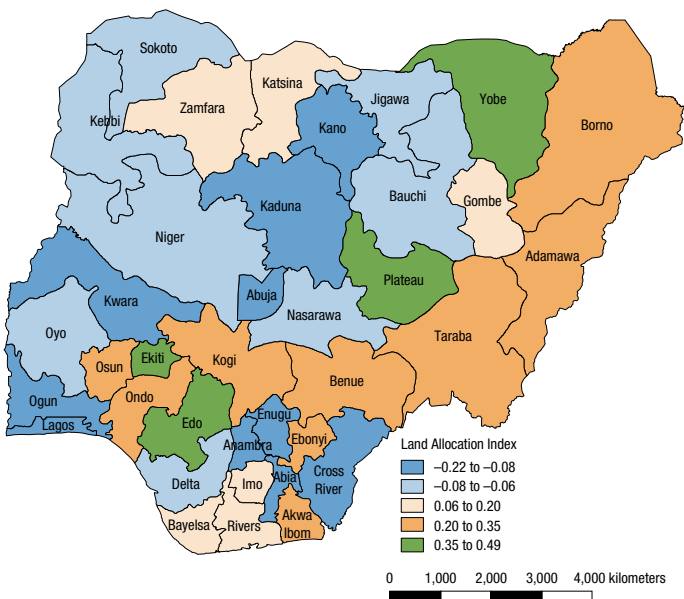 Sokoto
Katsina
Zamfara
Kebbi
Jigawa
Yobe
Kano
Borno
Bauchi
Gombe
Kaduna
Niger
Adamawa
Plateau
Abuja
Kwara
Nasarawa
Oyo
Taraba
Osun
Ekiti
Kogi
Benue
Ondo
Ogun
Lagos
Edo
Enugu
Anambra
Ebonyi
Delta
Imo
Abia
Cross
River
Bayelsa
Rivers
Akwa
Ibom
Land Allocation Index
–0.22 to –0.08
–0.08 to –0.06
0.06 to 0.20
0.20 to 0.35
0.35 to 0.49
0 1,000 2,000 3,000 4,000 kilometers